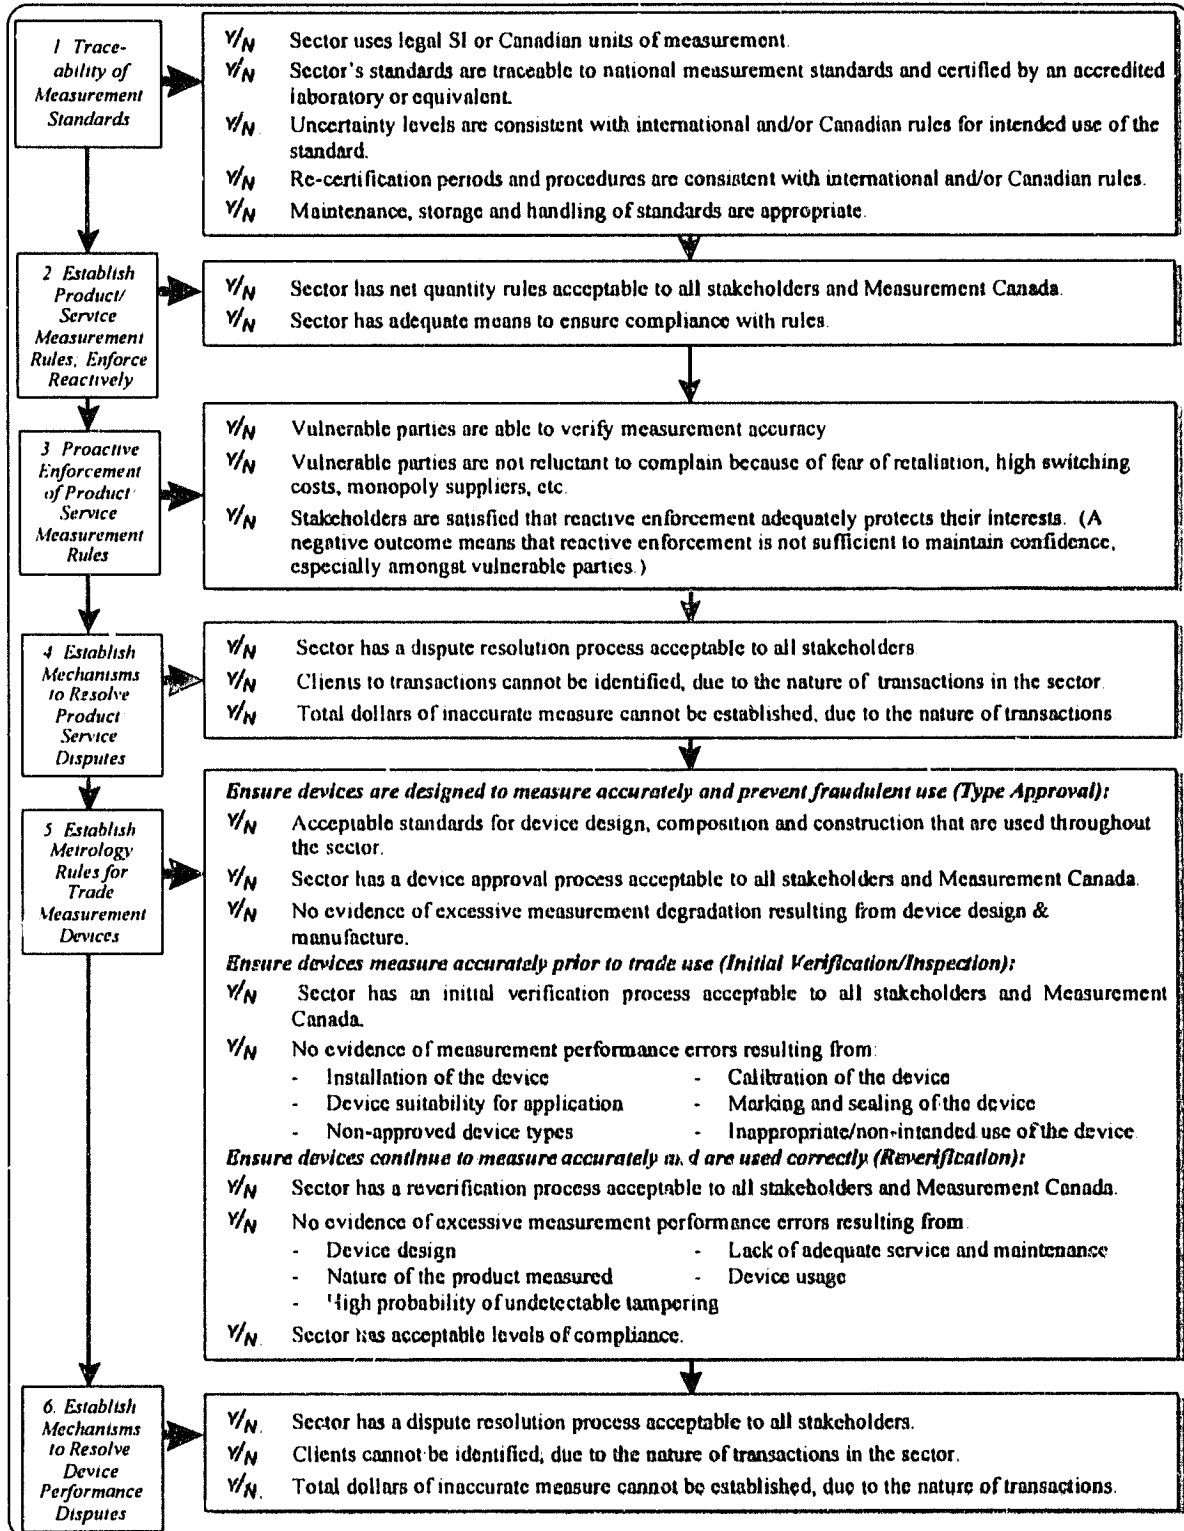 1 Trace-
ability of
Measurement
Standards
Y/N Sector uses legal SI or Canadian units of measurement.
Y/N Sector's standards are traceable to national measurement standards and certified by an accredited
laboratory or equivalent.
Y/N. Uncertainty levels are consistent with international and/or Canadian rules for intended use of the
standard.
Y/N Re-certification periods and procedures are consistent with international and/or Canadian rules.
Y/N Maintenance, storage and handling of standards are appropriate.
2 Establish
Product/
Service
Measurement
Rules; Enforce
Reactively
Y/N Sector has net quantity rules acceptable to all stakeholders and Measurement Canada.
Y/N Sector has adequate means to ensure compliance with rules.
3 Proactive
Enforcement
of Product/
Service
Measurement
Rules
Y/N Vulnerable parties are able to verify measurement accuracy
Y/N Vulnerable parties are not reluctant to complain because of fear of retaliation, high switching
costs, monopoly suppliers, etc.
Y/N Stakeholders are satisfied that reactive enforcement adequately protects their interests. (A
negative outcome means that reactive enforcement is not sufficient to maintain confidence,
especially amongst vulnerable parties.)
4 Establish
Mechanisms
to Resolve
Product
Service
Disputes
Y/N Sector has a dispute resolution process acceptable to all stakeholders
Y/N Clients to transactions cannot be identified, due to the nature of transactions in the sector
Y/N Total dollars of inaccurate measure cannot be established, due to the nature of transactions
5 Establish
Metrology
Rules for
Trade
Measurement
Devices
Ensure devices are designed to measure accurately and prevent fraudulent use (Type Approval):
Y/N Acceptable standards for device design, composition and construction that are used throughout
the sector.
Y/N Sector has a device approval process acceptable to all stakeholders and Measurement Canada.
Y/N No evidence of excessive measurement degradation resulting from device design &
manufacture.
Ensure devices measure accurately prior to trade use (Initial Verification/Inspection):
Y/N Sector has an initial verification process acceptable to all stakeholders and Measurement
Canada.
Y/N No evidence of measurement performance errors resulting from:
- Installation of the device - Calibration of the device
- Device suitability for application - Marking and sealing of the device
- Non-approved device types - Inappropriate/non-intended use of the device
Ensure devices continue to measure accurately and are used correctly (Reverification):
Y/N Sector has a reverification process acceptable to all stakeholders and Measurement Canada.
Y/N No evidence of excessive measurement performance errors resulting from
- Device design - Lack of adequate service and maintenance
- Nature of the product measured - Device usage
- High probability of undetectable tampering
Y/N. Sector has acceptable levels of compliance.
6. Establish
Mechanisms
to Resolve
Device
Performance
Disputes
Y/N. Sector has a dispute resolution process acceptable to all stakeholders.
Y/N. Clients cannot be identified; due to the nature of transactions in the sector.
Y/N. Total dollars of inaccurate measure cannot be established, due to the nature of transactions.